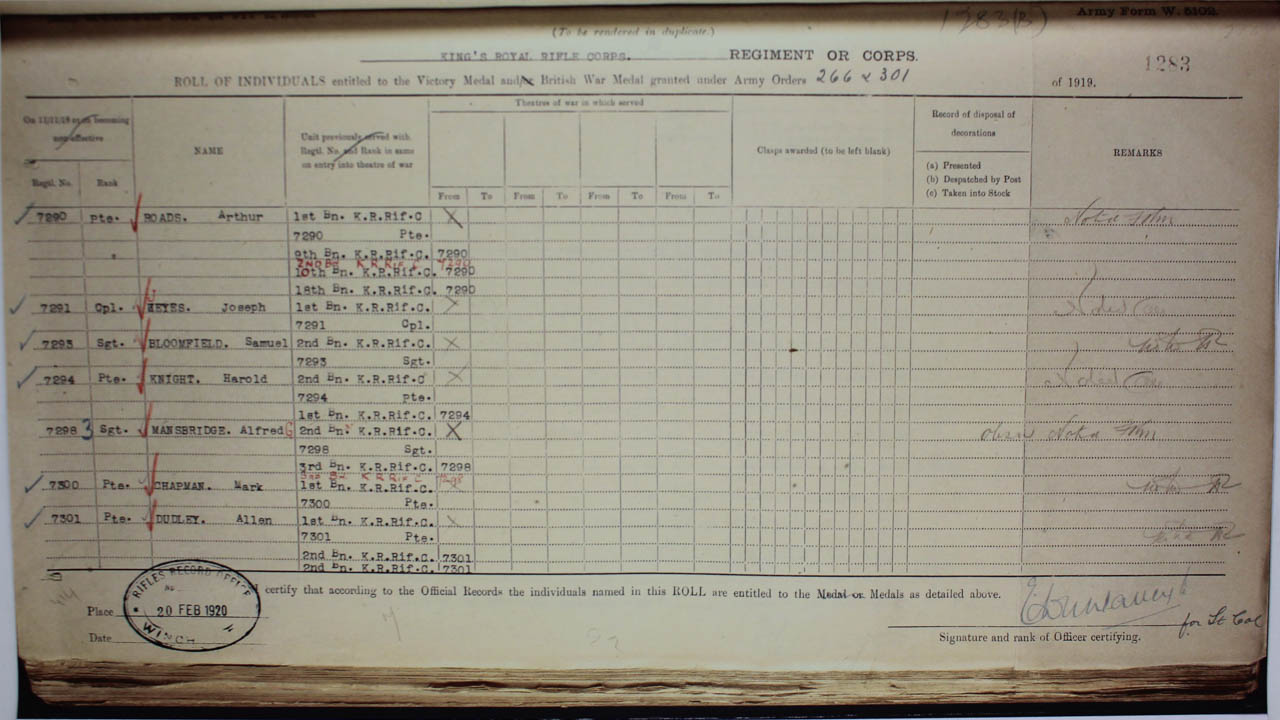 1283(B) Army Form W. 5102.
(To be rendered in duplicate.)
KING'S ROYAL RIFLE CORPS. REGIMENT OR CORPS.
1283
ROLL OF INDIVIDUALS entitled to the Victory Medal and/or British War Medal granted under Army Orders 266 & 301 of 1919.
On 11/11/18 or on becoming non-effective
Regtl. No. Rank
NAME
Unit previously served with. Regtl. No. and Rank in same on entry into theatre of war
Theatres of war in which served
From To From To From To From To
Clasps awarded (to be left blank)
Record of disposal of decorations
(a) Presented
(b) Despatched by Post
(c) Taken into Stock
REMARKS
7290 Pte. ROADS. Arthur 1st Bn. K.R.Rif.C X
7290 Pte.
9th Bn. K.R.Rif.C. 7290
2ND Bn K R Rif C 7290
10th Bn. K.R.Rif.C. 7290
18th Bn. K.R.Rif.C. 7290
7291 Cpl. KEYES. Joseph 1st Bn. K.R.Rif.C. X
7291 Cpl.
7293 Sgt. BLOOMFIELD. Samuel 2nd Bn. K.R.Rif.C. X
7293 Sgt.
7294 Pte. KNIGHT. Harold 2nd Bn. K.R.Rif.C X
7294 Pte.
1st Bn. K.R.Rif.C. 7294
7298 3 Sgt. MANSBRIDGE. Alfred G 2nd Bn. K.R.Rif.C. X
7298 Sgt.
3rd Bn. K.R.Rif.C. 7298
K R Rif C 7298
7300 Pte. CHAPMAN. Mark 1st Bn. K.R.Rif.C.
7300 Pte.
7301 Pte. DUDLEY. Allen 1st Bn. K.R.Rif.C. X
7301 Pte.
2nd Bn. K.R.Rif.C. 7301
2nd Bn. K.R.Rif.C. 7301
certify that according to the Official Records the individuals named in this ROLL are entitled to the Medal or Medals as detailed above.
Place
RIFLES RECORD OFFICE
20 FEB 1920
WINCH
Date
for Lt Col
Signature and rank of Officer certifying.